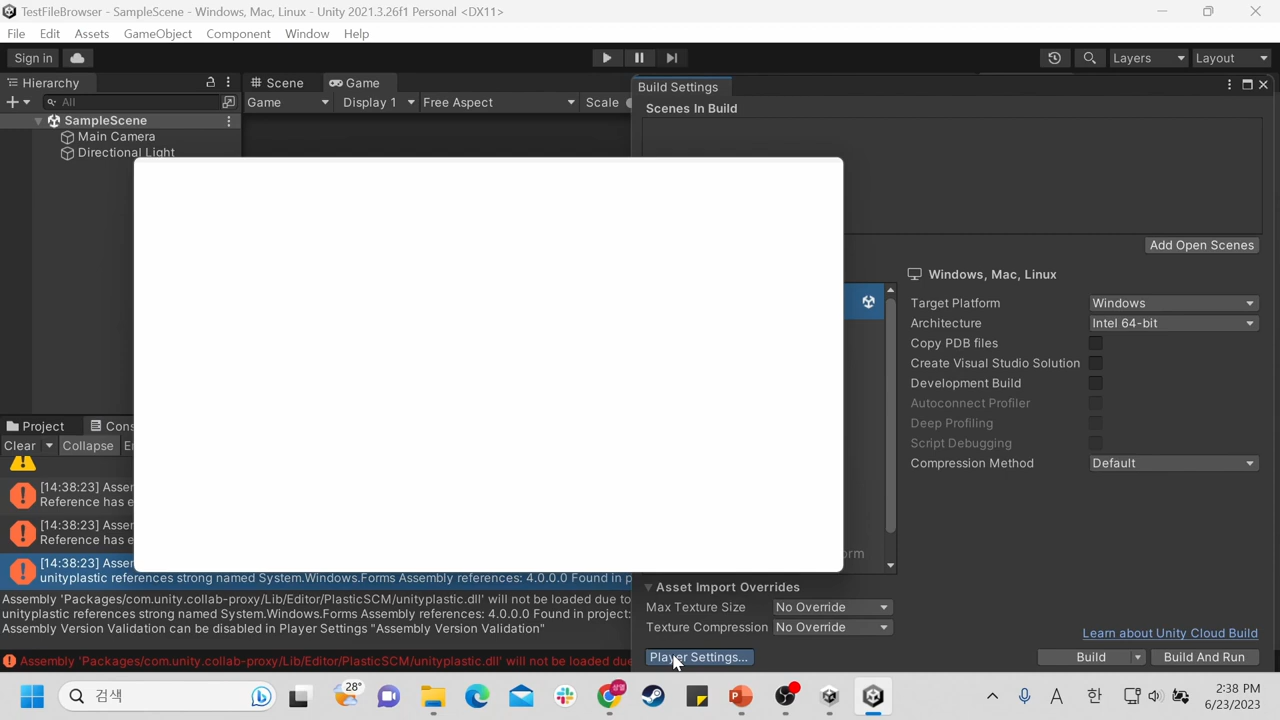 TestFileBrowser - SampleScene - Windows, Mac, Linux - Unity 2021.3.26f1 Personal <DX11>
File Edit Assets GameObject Component Window Help
Sign in Layers Layout
Hierarchy Scene Game Build Settings
All Game Display 1 Free Aspect Scale Scenes In Build
SampleScene
Main Camera
Directional Light
Add Open Scenes
Windows, Mac, Linux
Target Platform Windows
Architecture Intel 64-bit
Copy PDB files
Create Visual Studio Solution
Development Build
Autoconnect Profiler
Deep Profiling
Script Debugging
Compression Method Default
Project Cons
Clear Collapse
[14:38:23] Asser
Reference has e
[14:38:23] Asser
Reference has e
[14:38:23] Asser
unityplastic references strong named System.Windows.Forms Assembly references: 4.0.0.0 Found in p
Assembly 'Packages/com.unity.collab-proxy/Lib/Editor/PlasticSCM/unityplastic.dll' will not be loaded due to
unityplastic references strong named System.Windows.Forms Assembly references: 4.0.0.0 Found in project:
Assembly Version Validation can be disabled in Player Settings "Assembly Version Validation"
Assembly 'Packages/com.unity.collab-proxy/Lib/Editor/PlasticSCM/unityplastic.dll' will not be loaded due
orm
Asset Import Overrides
Max Texture Size No Override
Texture Compression No Override
Learn about Unity Cloud Build
Player Settings... Build Build And Run
검색 28° A 한 2:38 PM
6/23/2023